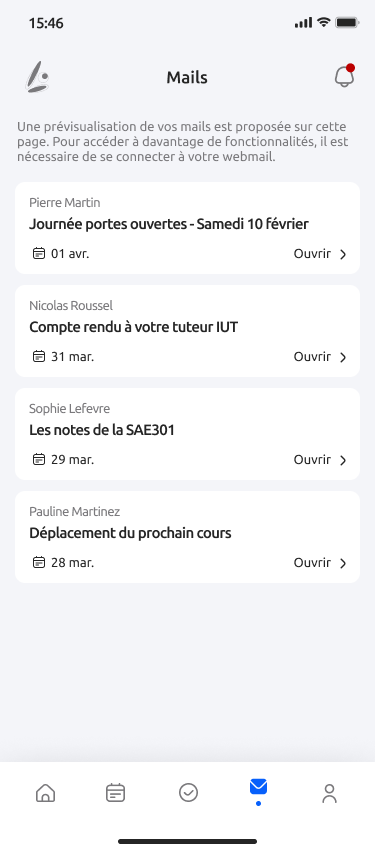 15:46
Mails
Une prévisualisation de vos mails est proposée sur cette
page. Pour accéder à davantage de fonctionnalités, il est
nécessaire de se connecter à votre webmail.
Pierre Martin
Journée portes ouvertes - Samedi 10 février
01 avr.
Ouvrir
Nicolas Roussel
Compte rendu à votre tuteur IUT
31 mar.
Ouvrir
Sophie Lefevre
Les notes de la SAE301
29 mar.
Ouvrir
Pauline Martinez
Déplacement du prochain cours
28 mar.
Ouvrir